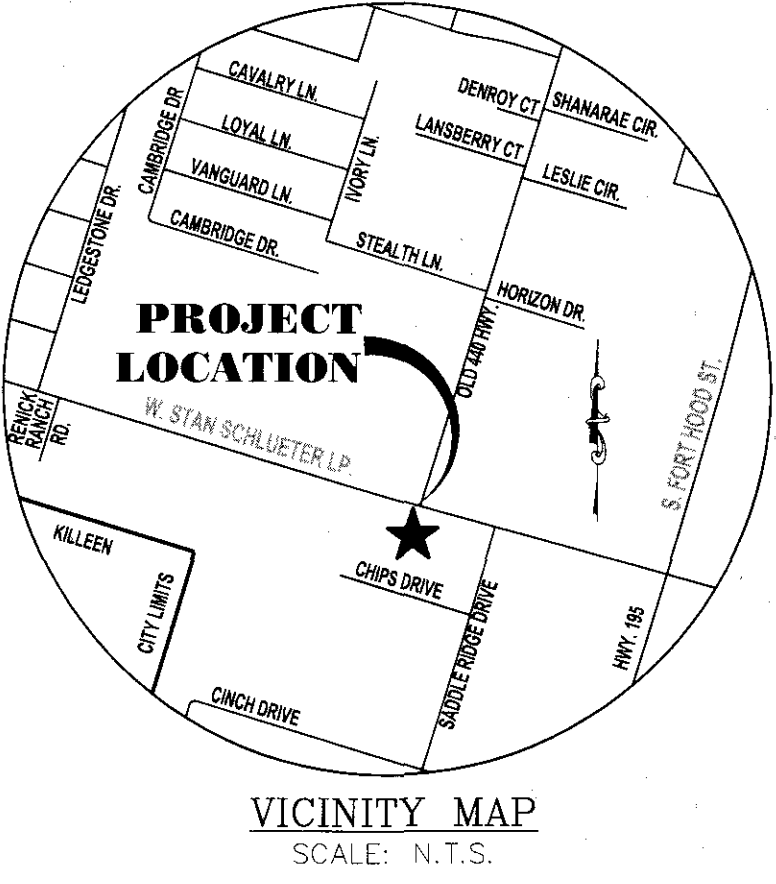 CAVALRY LN.
DENROY CT
SHANARAE CIR.
CAMBRIDGE DR
LOYAL LN.
LANSBERRY CT
IVORY LN.
VANGUARD LN.
LESLIE CIR.
LEDGESTONE DR.
CAMBRIDGE DR.
STEALTH LN.
HORIZON DR.
PROJECT
LOCATION
OLD 440 HWY.
W. STAN SCHLUETER LP.
S. FORT HOOD ST.
RENICK
RANCH
RD.
KILLEEN
CITY LIMITS
CHIPS DRIVE
SADDLE RIDGE DRIVE
HWY. 195
CINCH DRIVE
VICINITY MAP
SCALE: N.T.S.